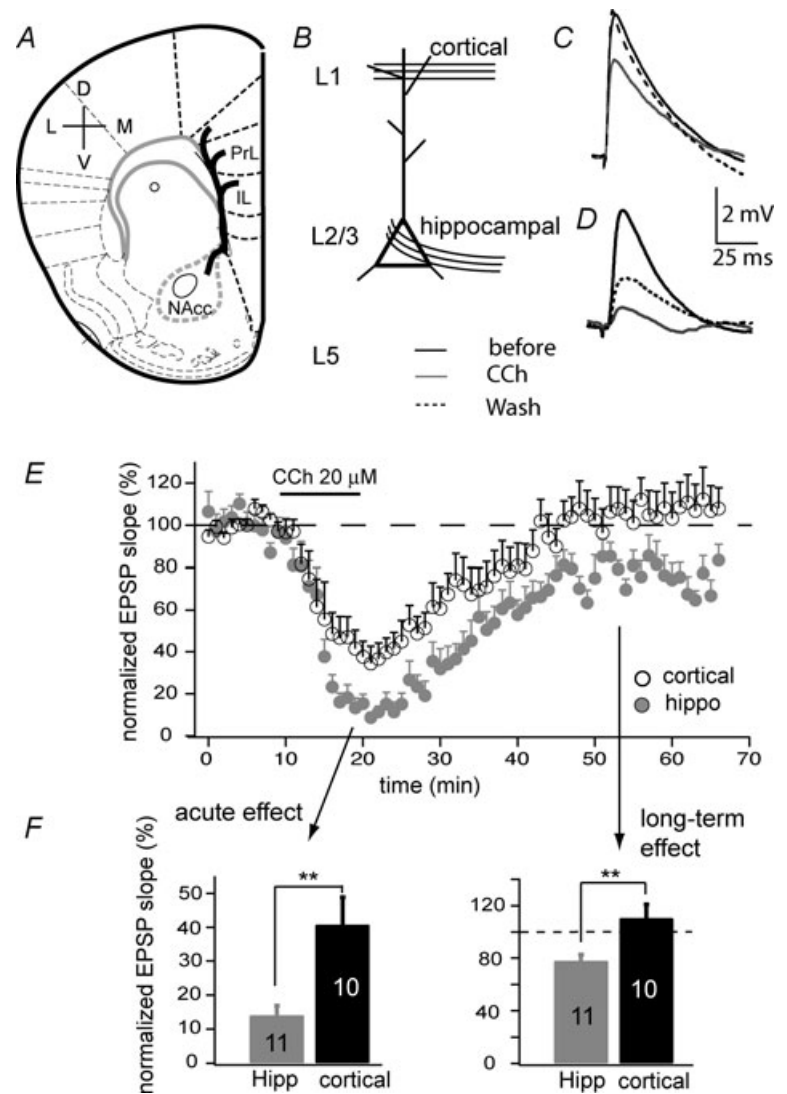 A
D
L M
V
PrL
IL
NAcc
B
cortical
L1
L2/3
hippocampal
L5
before
CCh
Wash
C
2 mV
25 ms
D
E
normalized EPSP slope (%)
120
100
80
60
40
20
0
CCh 20 μM
cortical
hippo
0 10 20 30 40 50 60 70
time (min)
acute effect
long-term
effect
F
normalized EPSP slope (%)
50
40
30
20
10
0
**
11
10
Hipp cortical
120
80
40
0
**
11
10
Hipp cortical